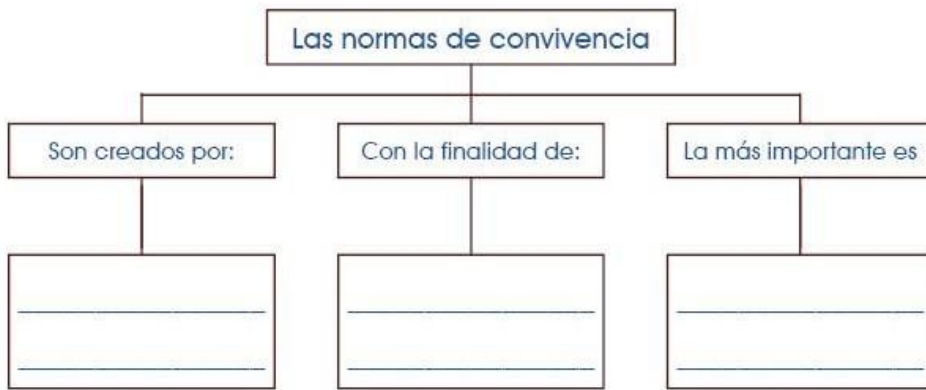 Las normas de convivencia
Son creados por:
Con la finalidad de:
La más importante es